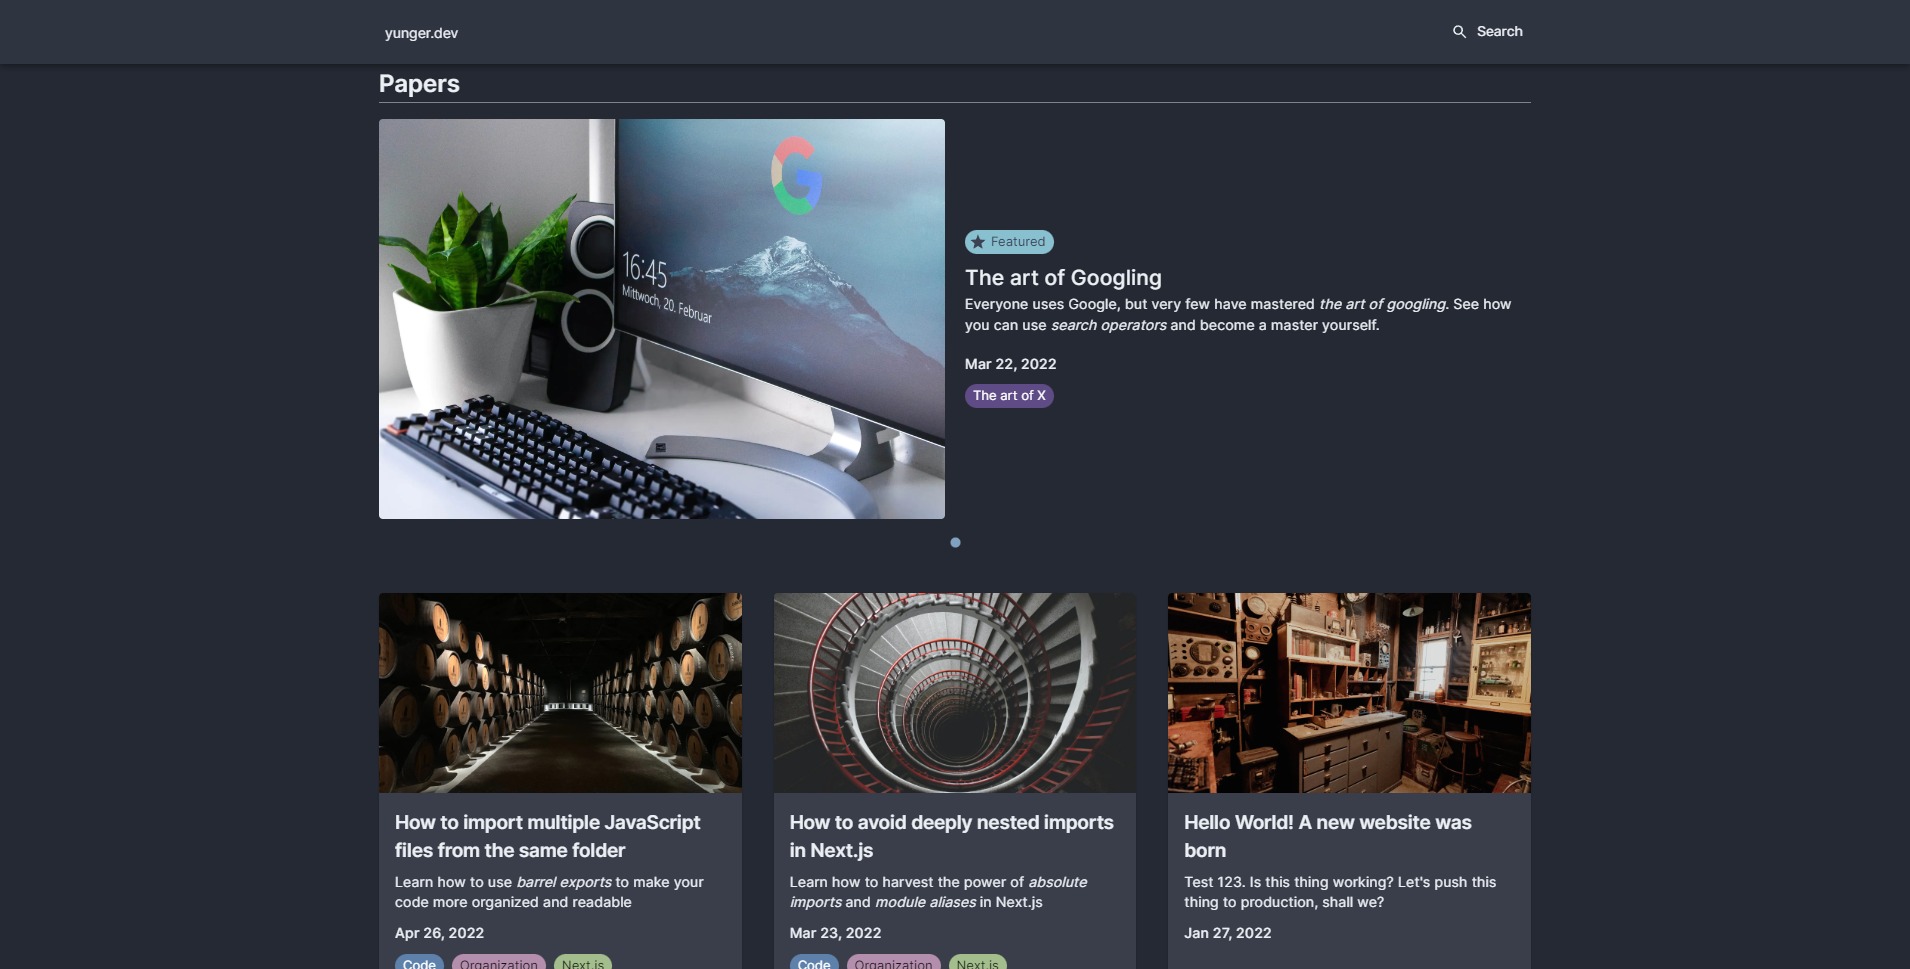 yunger.dev
Search
Papers
G
16:45
Mittwoch, 20. Februar
Featured
The art of Googling
Everyone uses Google, but very few have mastered the art of googling. See how
you can use search operators and become a master yourself.
Mar 22, 2022
The art of X
How to import multiple JavaScript
files from the same folder
Learn how to use barrel exports to make your
code more organized and readable
Apr 26, 2022
Code Organization Next.js
How to avoid deeply nested imports
in Next.js
Learn how to harvest the power of absolute
imports and module aliases in Next.js
Mar 23, 2022
Code Organization Next.js
Hello World! A new website was
born
Test 123. Is this thing working? Let's push this
thing to production, shall we?
Jan 27, 2022